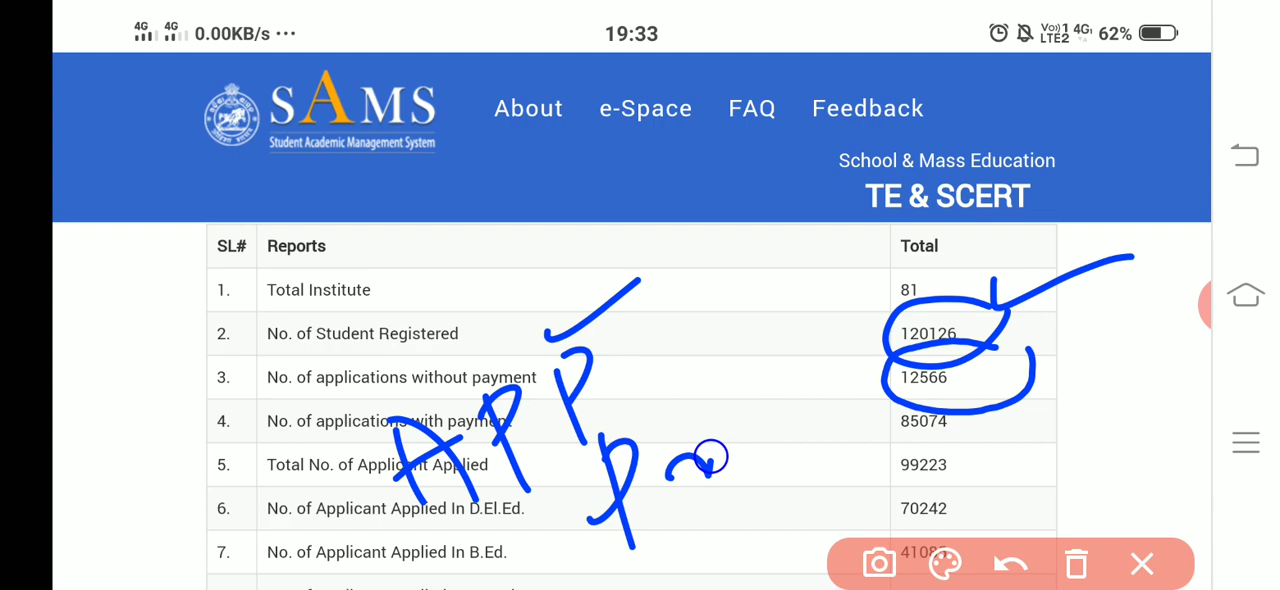 4G 4G 0.00KB/s ... 19:33 Vo)) 1 LTE2 4G 62%
SAMS
Student Academic Management System
About e-Space FAQ Feedback
School & Mass Education
TE & SCERT
SL# Reports Total
1. Total Institute 81
2. No. of Student Registered 120126
3. No. of applications without payment 12566
4. No. of applications with payment 85074
5. Total No. of Applicant Applied 99223
6. No. of Applicant Applied In D.El.Ed. 70242
7. No. of Applicant Applied In B.Ed.
APP